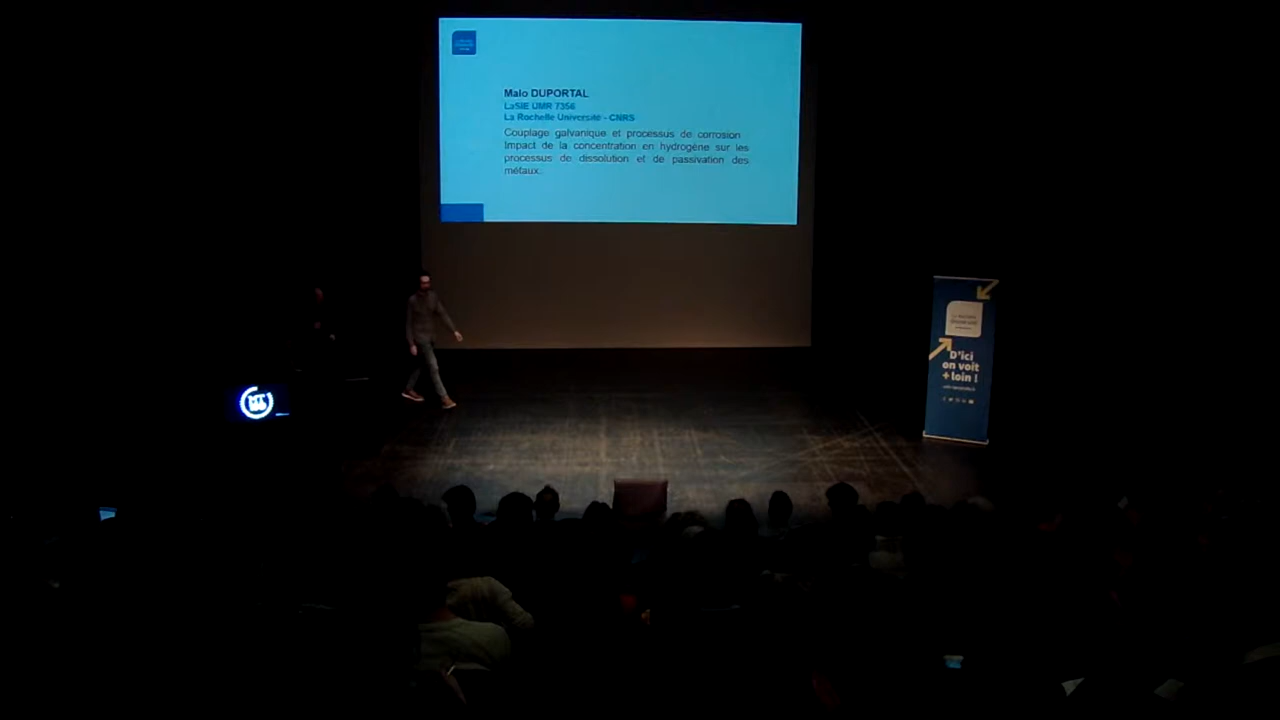 Malo DUPORTAL
LaSIE UMR 7356
La Rochelle Université - CNRS
Couplage galvanique et processus de corrosion
Impact de la concentration en hydrogène sur les
processus de dissolution et de passivation des
métaux.
D'ici
on voit
+ loin !